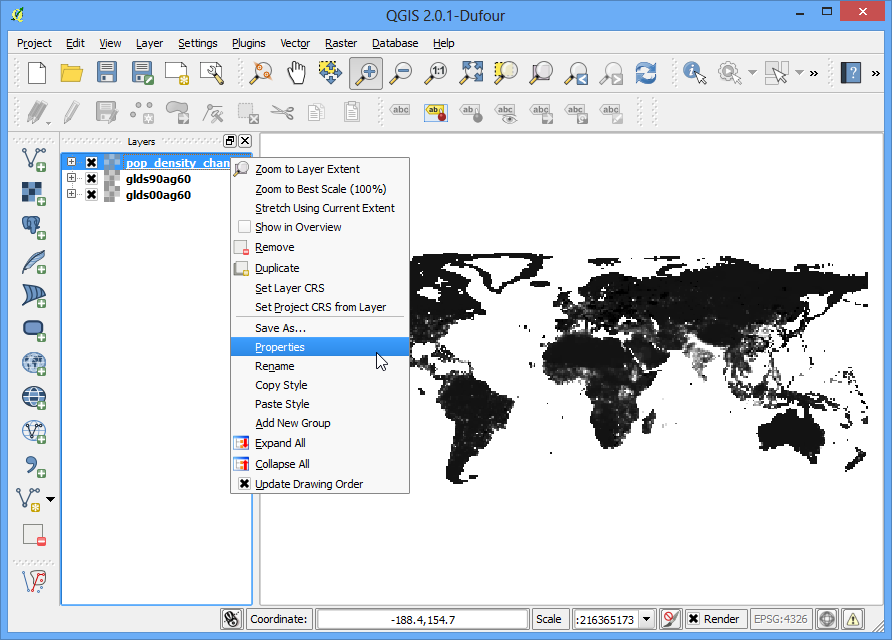 QGIS 2.0.1-Dufour
Project Edit View Layer Settings Plugins Vector Raster Database Help
1:1
»
»
abc
abc
abc
abc
abc
abc
Layers
pop_density_chan
glds90ag60
glds00ag60
Zoom to Layer Extent
Zoom to Best Scale (100%)
Stretch Using Current Extent
Show in Overview
Remove
Duplicate
Set Layer CRS
Set Project CRS from Layer
Save As...
Properties
Rename
Copy Style
Paste Style
Add New Group
Expand All
Collapse All
Update Drawing Order
Coordinate: -188.4,154.7 Scale :216365173 Render EPSG:4326